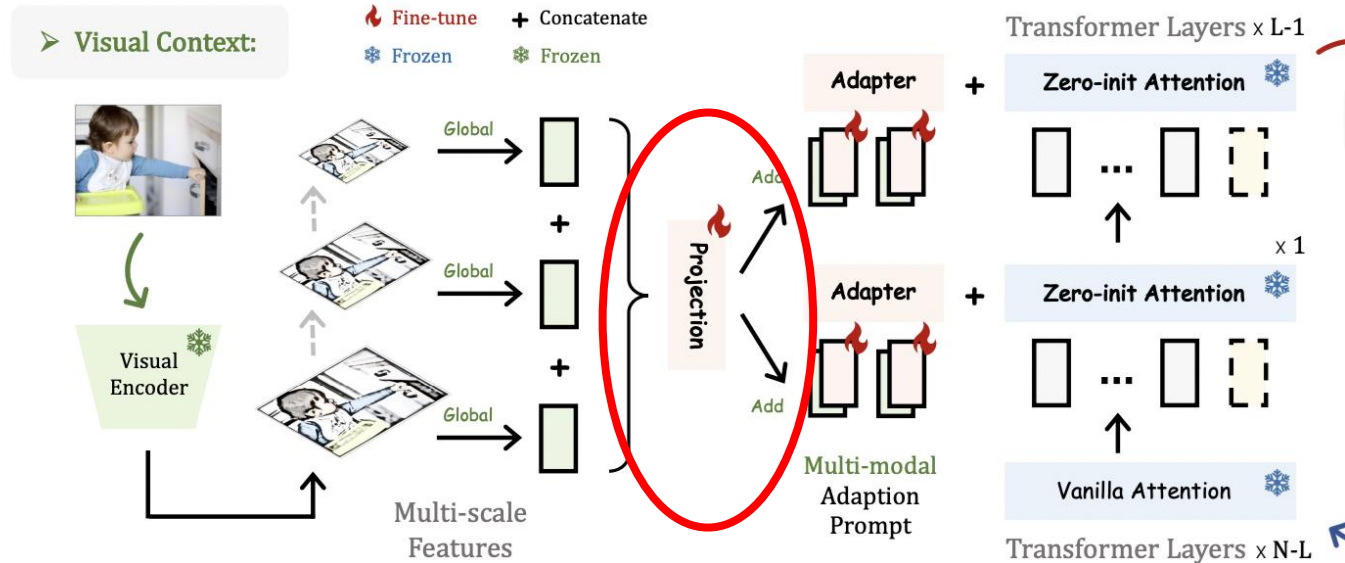 ➤ Visual Context:
Fine-tune
+ Concatenate
Frozen
Frozen
Visual
Encoder
Global
Global
Global
+
+
Multi-scale
Features
Projection
Add
Add
Adapter
+
Zero-init Attention
Transformer Layers x L-1
...
x 1
Adapter
+
Zero-init Attention
...
Multi-modal
Adaption
Prompt
Vanilla Attention
Transformer Layers x N-L